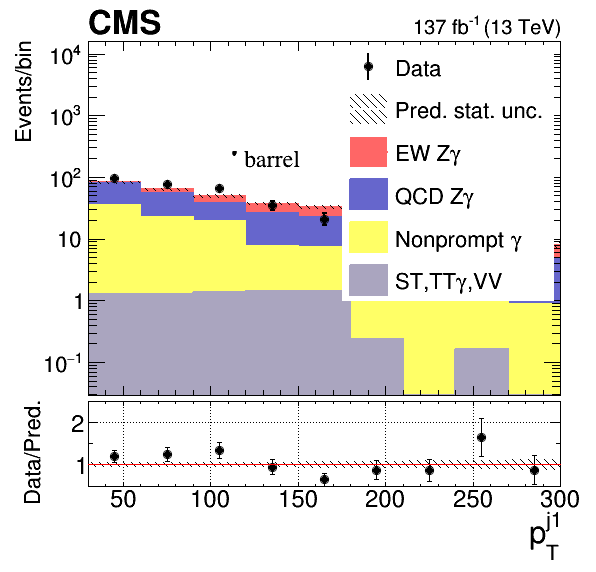 CMS
137 fb⁻¹ (13 TeV)
Events/bin
10⁴
10³
10²
10
1
10⁻¹
Data
Pred. stat. unc.
EW Zγ
QCD Zγ
Nonprompt γ
ST,TTγ,VV
barrel
Data/Pred.
2
1
50 100 150 200 250 300
p_T^{j1}